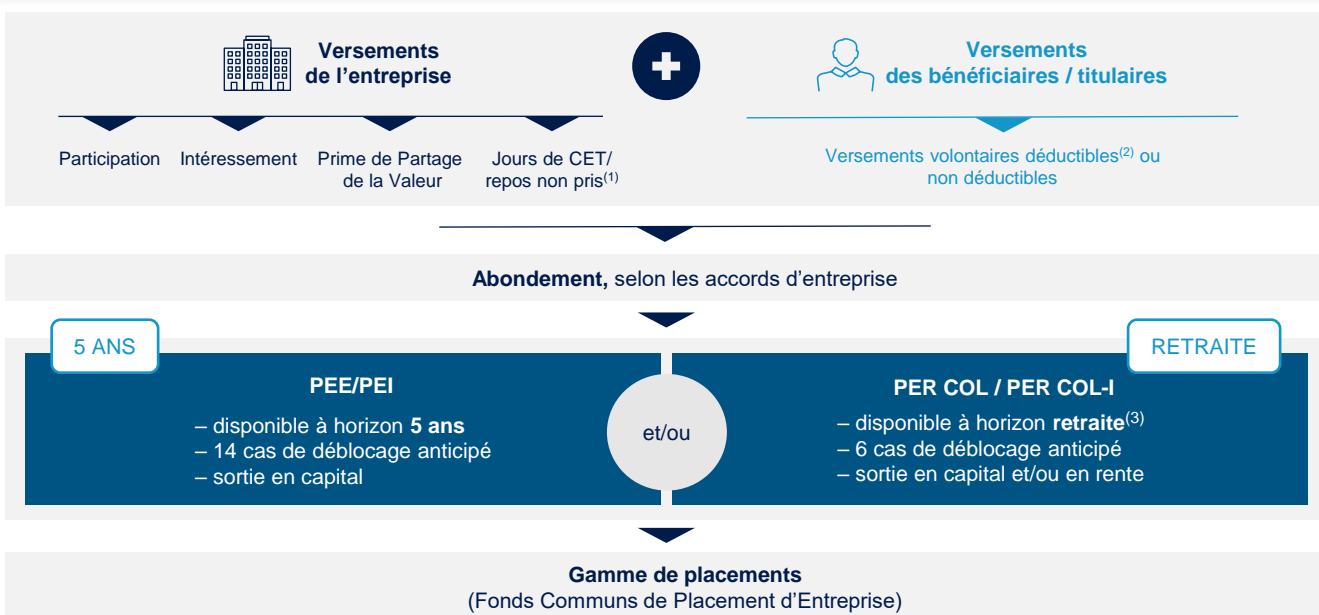 Versements
de l’entreprise
Versements
des bénéficiaires / titulaires
Participation
Intéressement
Prime de Partage
de la Valeur
Jours de CET/
repos non pris(1)
Versements volontaires déductibles(2) ou
non déductibles
Abondement, selon les accords d’entreprise
5 ANS
PEE/PEI
– disponible à horizon 5 ans
– 14 cas de déblocage anticipé
– sortie en capital
et/ou
RETRAITE
PER COL / PER COL-I
– disponible à horizon retraite(3)
– 6 cas de déblocage anticipé
– sortie en capital et/ou en rente
Gamme de placements
(Fonds Communs de Placement d’Entreprise)